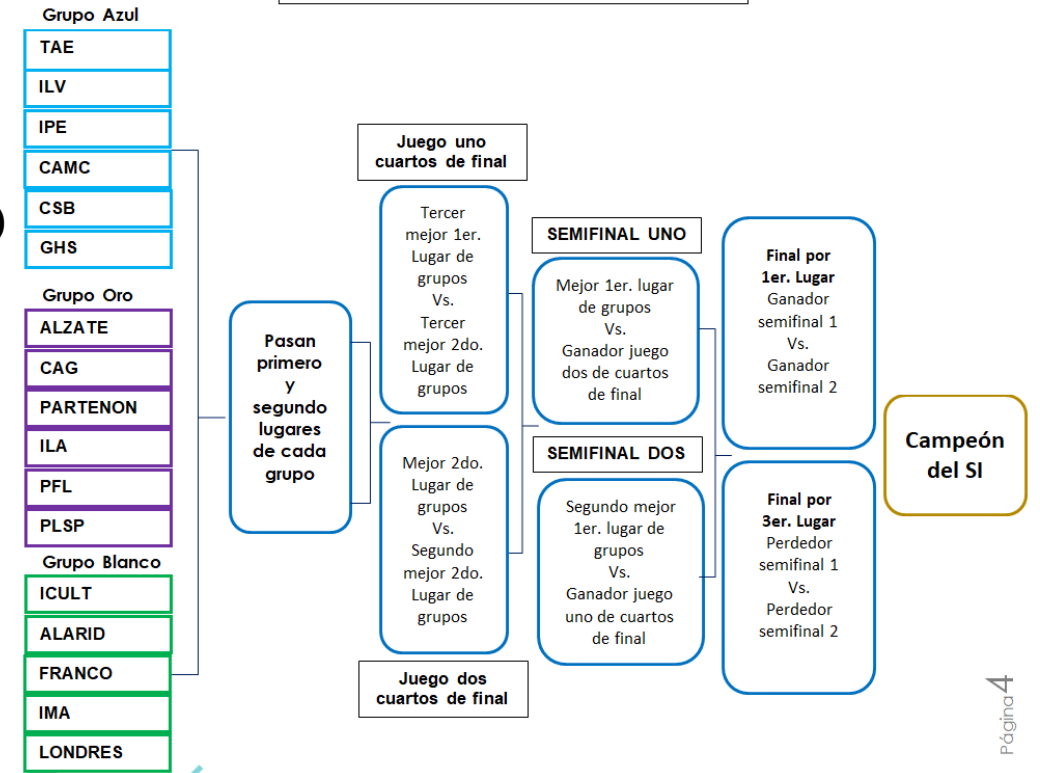 Grupo Azul
TAE
ILV
IPE
CAMC
CSB
GHS
Grupo Oro
ALZATE
CAG
PARTENON
ILA
PFL
PLSP
Grupo Blanco
ICULT
ALARID
FRANCO
IMA
LONDRES
Pasan
primero
y
segundo
lugares
de cada
grupo
Juego uno
cuartos de final
Tercer
mejor 1er.
Lugar de
grupos
Vs.
Tercer
mejor 2do.
Lugar de
grupos
Mejor 2do.
Lugar de
grupos
Vs.
Segundo
mejor 2do.
Lugar de
grupos
Juego dos
cuartos de final
SEMIFINAL UNO
Mejor 1er. lugar
de grupos
Vs.
Ganador juego
dos de cuartos
de final
SEMIFINAL DOS
Segundo mejor
1er. lugar de
grupos
Vs.
Ganador juego
uno de cuartos
de final
Final por
1er. Lugar
Ganador
semifinal 1
Vs.
Ganador
semifinal 2
Final por
3er. Lugar
Perdedor
semifinal 1
Vs.
Perdedor
semifinal 2
Campeón
del SI
Página 4